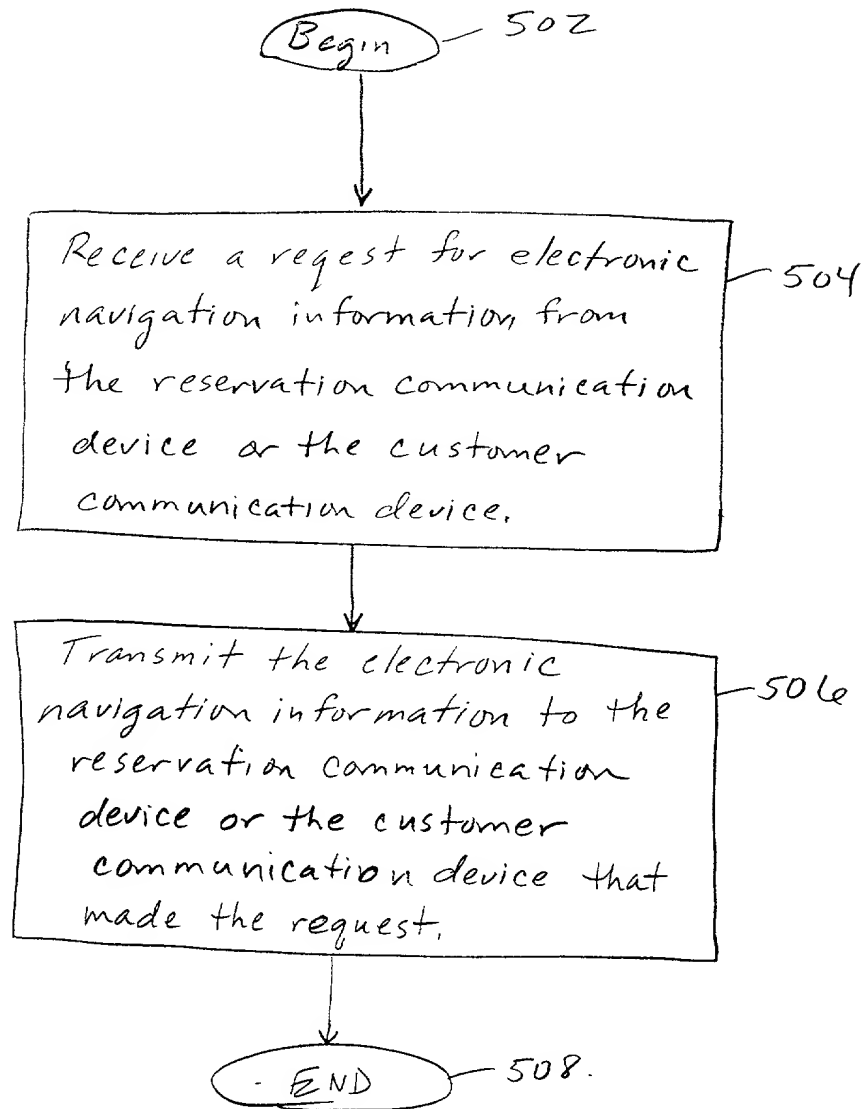 Begin 502
Receive a reqest for electronic 504
navigation information, from
the reservation communication
device or the customer
communication device.
Transmit the electronic
navigation information to the 506
reservation communication
device or the customer
communication device that
made the request.
END 508.